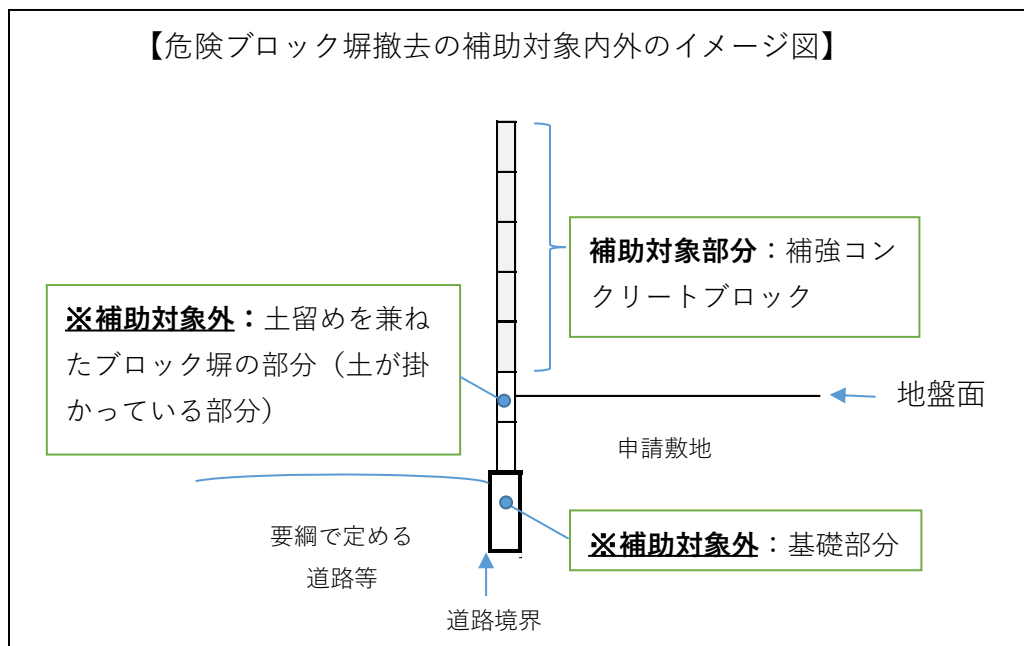 【危険ブロック塀撤去の補助対象内外のイメージ図】
補助対象部分：補強コン
クリートブロック
※補助対象外：土留めを兼ね
たブロック塀の部分（土が掛
かっている部分）
地盤面
申請敷地
※補助対象外：基礎部分
要綱で定める
道路等
道路境界